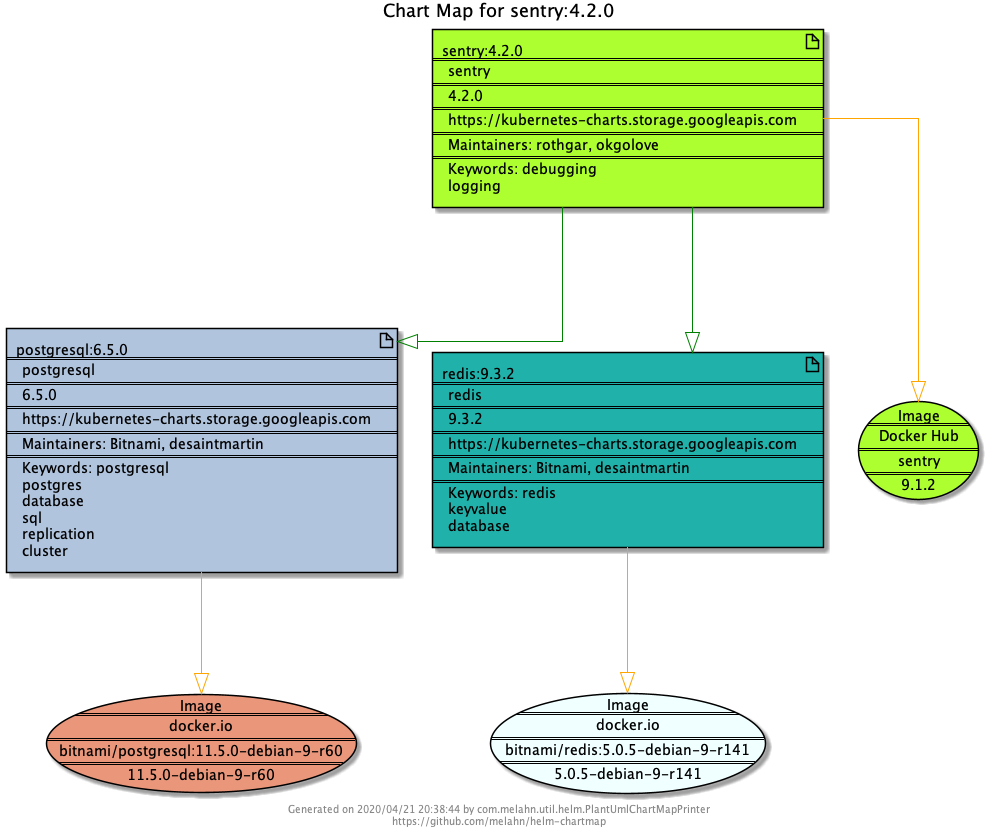 Chart Map for sentry:4.2.0
sentry:4.2.0
sentry
4.2.0
https://kubernetes-charts.storage.googleapis.com
Maintainers: rothgar, okgolove
Keywords: debugging
logging
postgresql:6.5.0
postgresql
6.5.0
https://kubernetes-charts.storage.googleapis.com
Maintainers: Bitnami, desaintmartin
Keywords: postgresql
postgres
database
sql
replication
cluster
redis:9.3.2
redis
9.3.2
https://kubernetes-charts.storage.googleapis.com
Maintainers: Bitnami, desaintmartin
Keywords: redis
keyvalue
database
Image
Docker Hub
sentry
9.1.2
Image
docker.io
bitnami/postgresql:11.5.0-debian-9-r60
11.5.0-debian-9-r60
Image
docker.io
bitnami/redis:5.0.5-debian-9-r141
5.0.5-debian-9-r141
Generated on 2020/04/21 20:38:44 by com.melahn.util.helm.PlantUmlChartMapPrinter
https://github.com/melahn/helm-chartmap